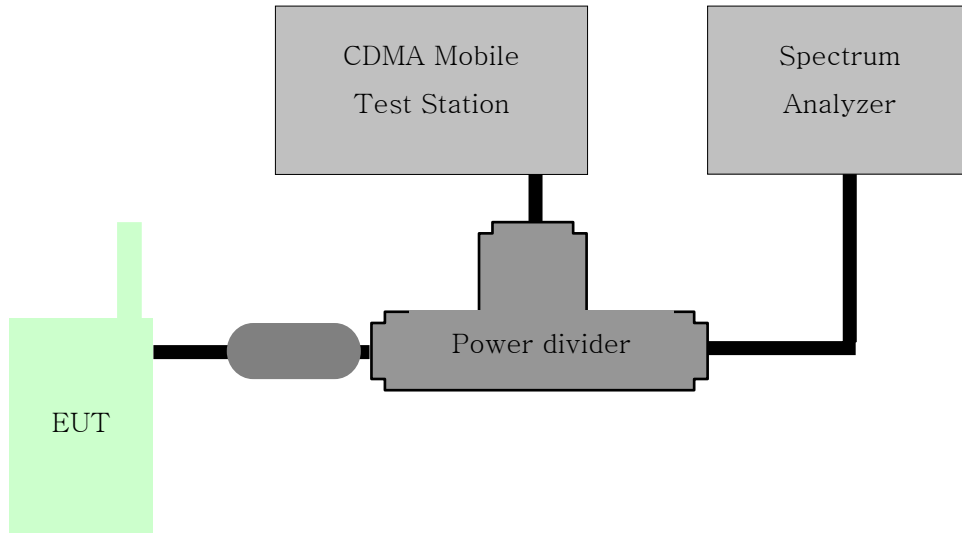 CDMA Mobile
Test Station
Spectrum
Analyzer
Power divider
EUT